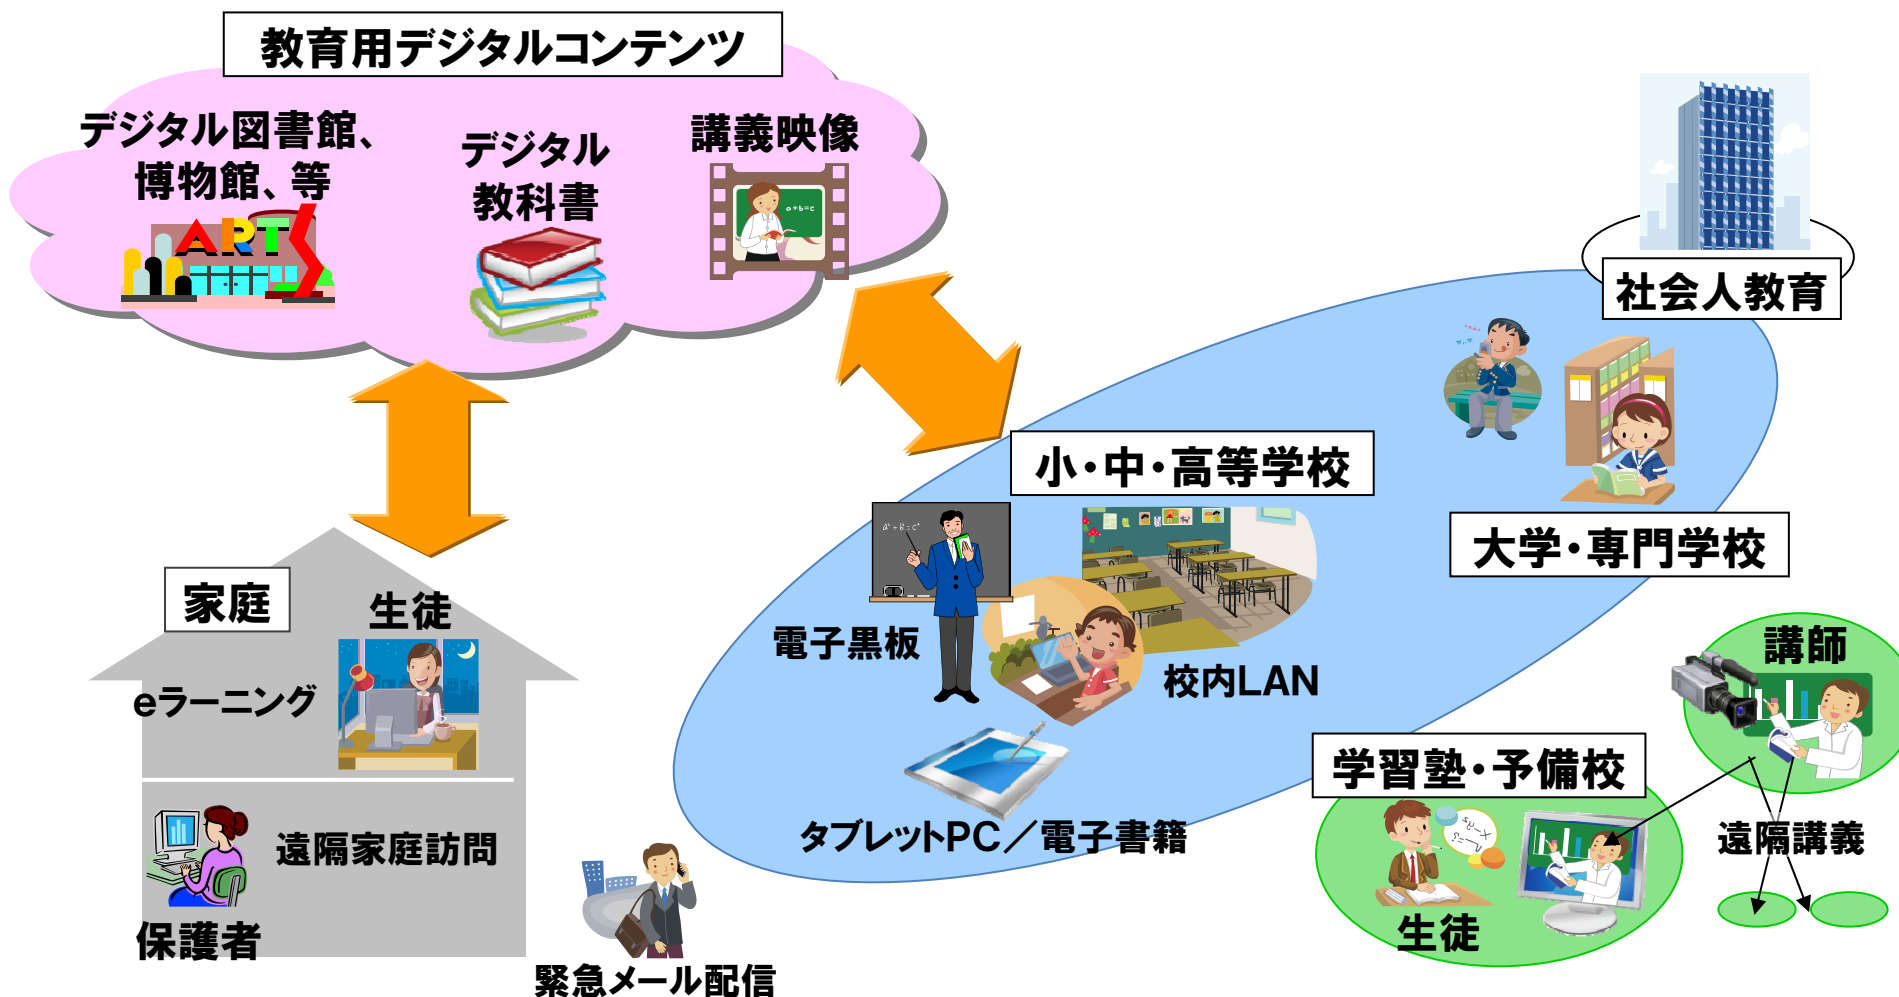 教育用デジタルコンテンツ
デジタル図書館、
博物館、等
ART
デジタル
教科書
講義映像
a+b=c
社会人教育
小・中・高等学校
大学・専門学校
電子黒板
校内LAN
タブレットPC／電子書籍
家庭
生徒
eラーニング
遠隔家庭訪問
保護者
緊急メール配信
学習塾・予備校
生徒
講師
遠隔講義